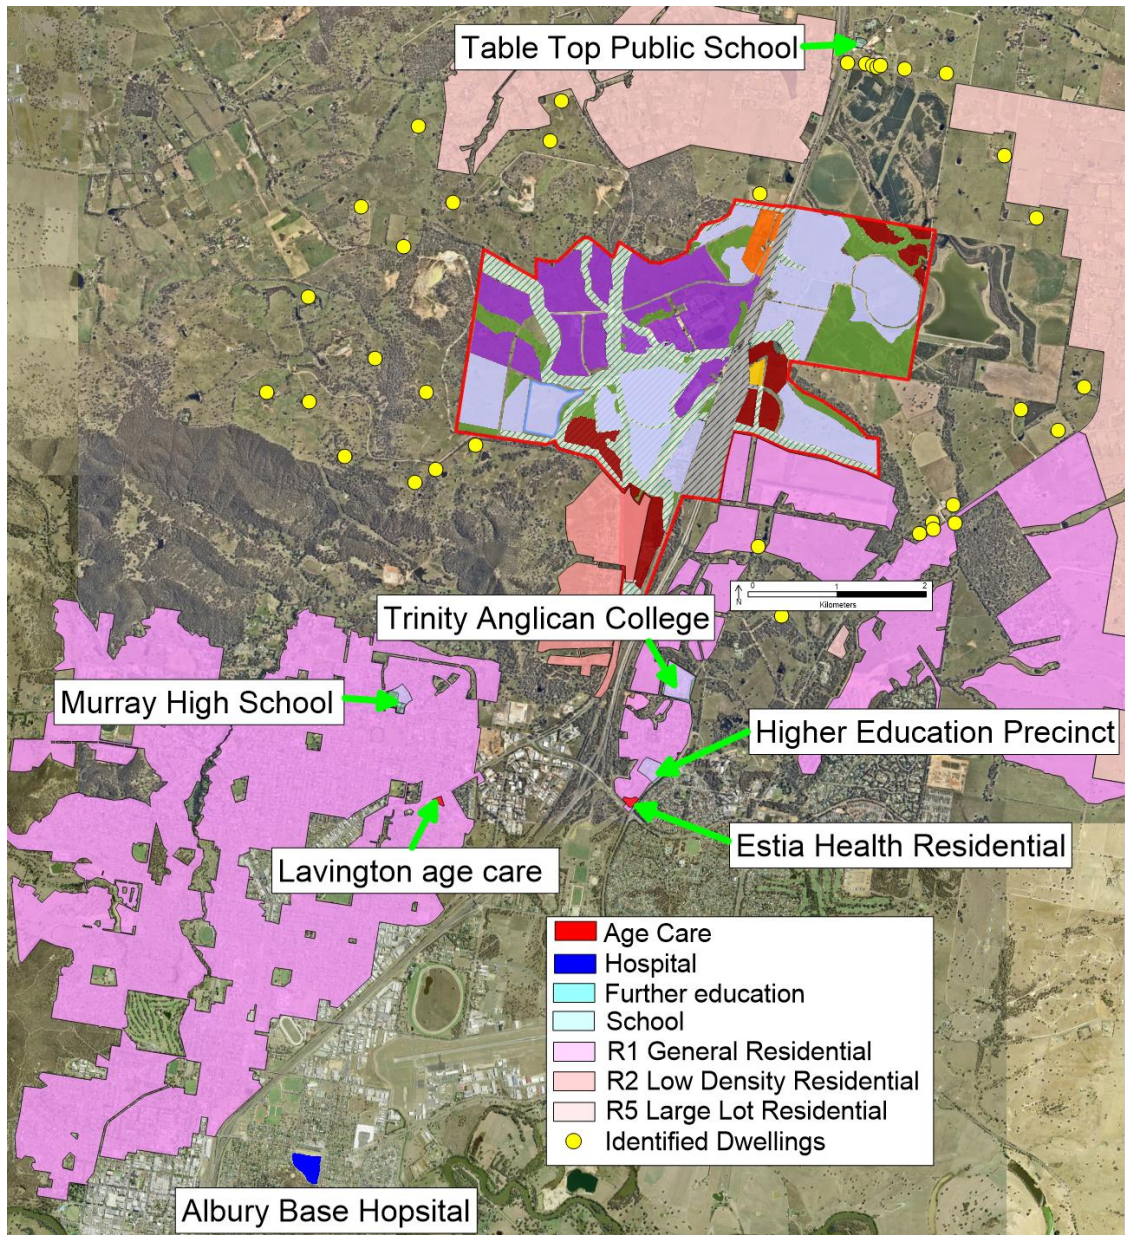 Table Top Public School
0 1 2
N
Kilometers
Trinity Anglican College
Murray High School
Higher Education Precinct
Estia Health Residential
Lavington age care
Age Care
Hospital
Further education
School
R1 General Residential
R2 Low Density Residential
R5 Large Lot Residential
Identified Dwellings
Albury Base Hopsital